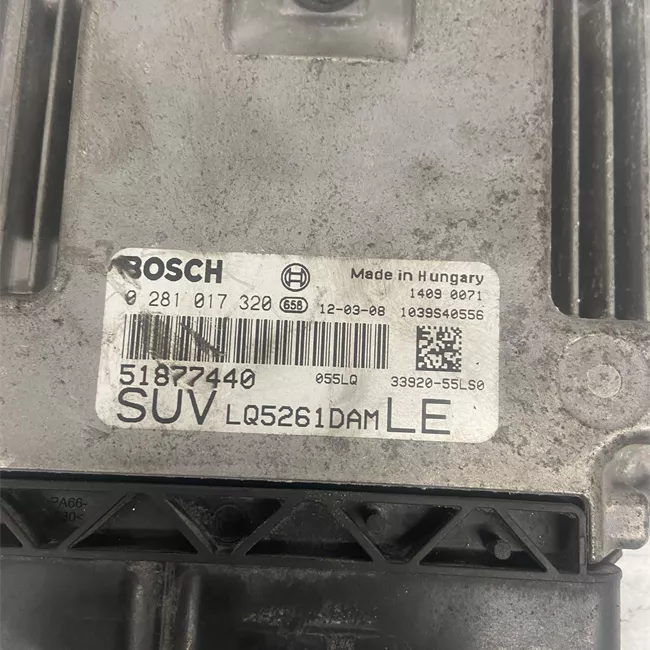 BOSCH Made in Hungary
1409 0071
0 281 017 320 658 12-03-08 1039S40556
51877440 055LQ 33920-55LS0
SUV LQ5261DAM LE